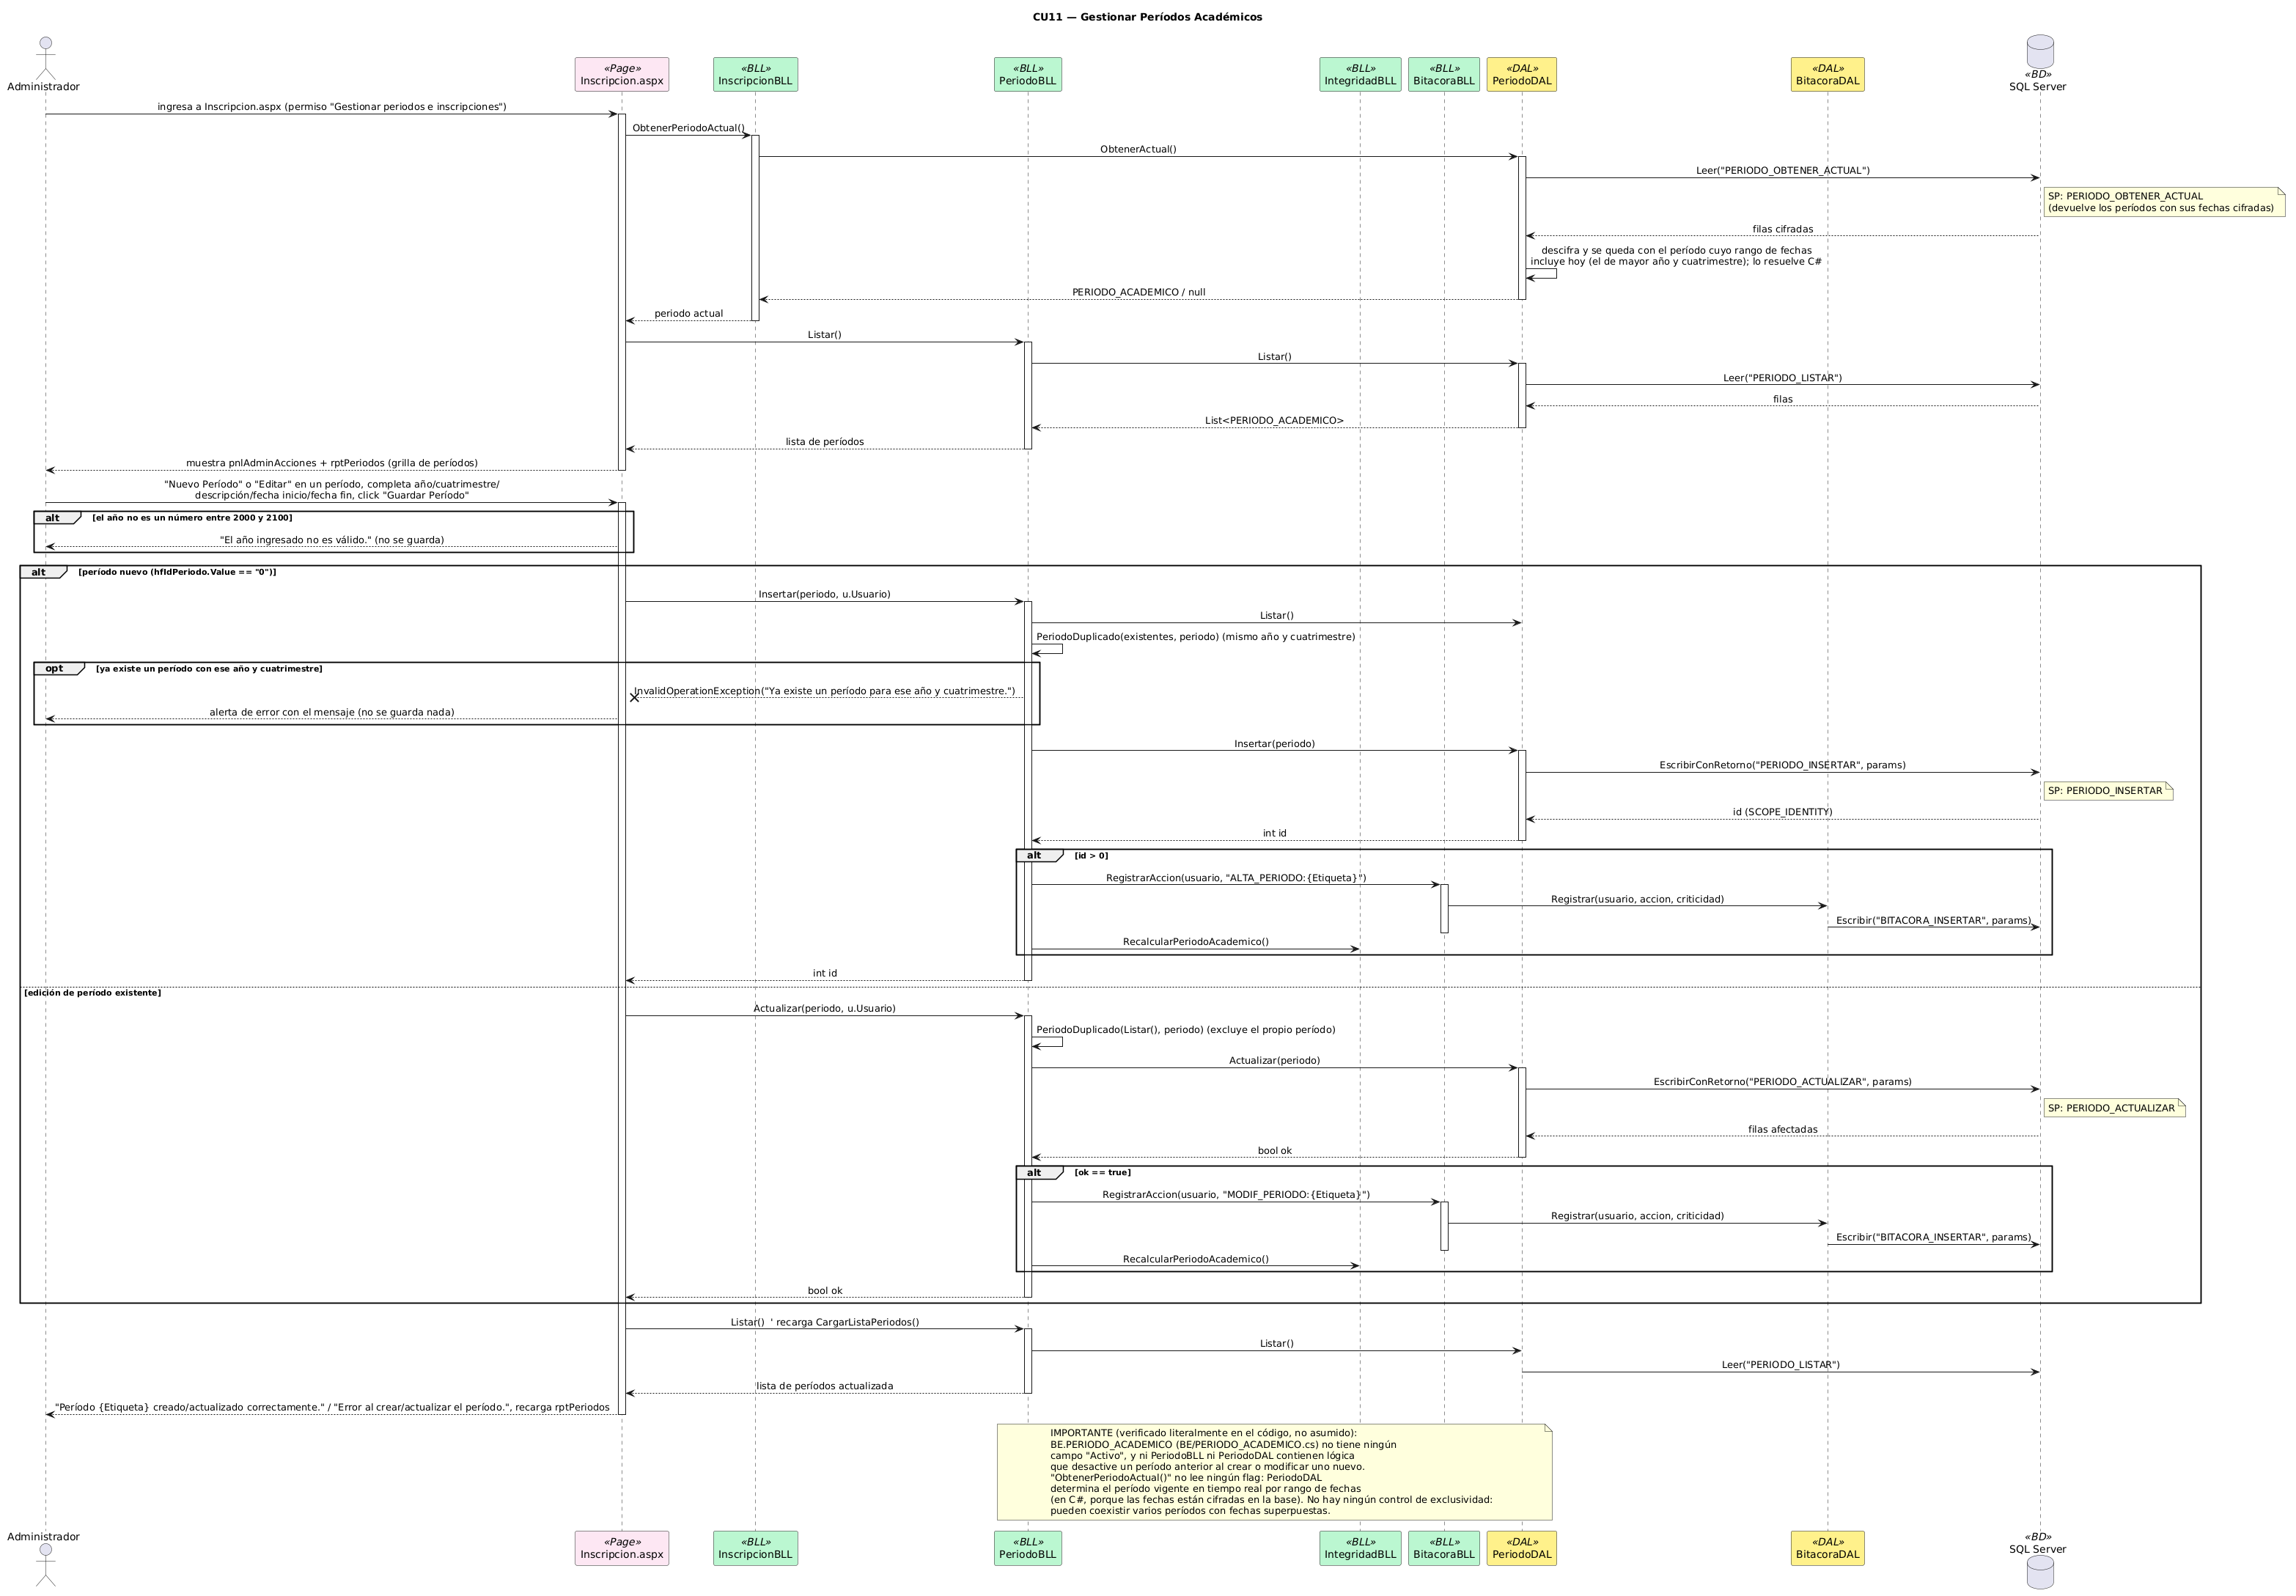 CU11 — Gestionar Períodos Académicos
Administrador
«Page»
Inscripcion.aspx
«BLL»
InscripcionBLL
«BLL»
PeriodoBLL
«BLL»
IntegridadBLL
«BLL»
BitacoraBLL
«DAL»
PeriodoDAL
«DAL»
BitacoraDAL
«BD»
SQL Server
ingresa a Inscripcion.aspx (permiso "Gestionar periodos e inscripciones")
ObtenerPeriodoActual()
ObtenerActual()
Leer("PERIODO_OBTENER_ACTUAL")
SP: PERIODO_OBTENER_ACTUAL
(devuelve los períodos con sus fechas cifradas)
filas cifradas
descifra y se queda con el período cuyo rango de fechas
incluye hoy (el de mayor año y cuatrimestre); lo resuelve C#
PERIODO_ACADEMICO / null
periodo actual
Listar()
Listar()
Leer("PERIODO_LISTAR")
filas
List<PERIODO_ACADEMICO>
lista de períodos
muestra pnlAdminAcciones + rptPeriodos (grilla de períodos)
"Nuevo Período" o "Editar" en un período, completa año/cuatrimestre/
descripción/fecha inicio/fecha fin, click "Guardar Período"
alt [el año no es un número entre 2000 y 2100]
"El año ingresado no es válido." (no se guarda)
alt [período nuevo (hfIdPeriodo.Value == "0")]
Insertar(periodo, u.Usuario)
Listar()
PeriodoDuplicado(existentes, periodo) (mismo año y cuatrimestre)
opt [ya existe un período con ese año y cuatrimestre]
InvalidOperationException("Ya existe un período para ese año y cuatrimestre.")
alerta de error con el mensaje (no se guarda nada)
Insertar(periodo)
EscribirConRetorno("PERIODO_INSERTAR", params)
SP: PERIODO_INSERTAR
id (SCOPE_IDENTITY)
int id
alt [id > 0]
RegistrarAccion(usuario, "ALTA_PERIODO:{Etiqueta}")
Registrar(usuario, accion, criticidad)
Escribir("BITACORA_INSERTAR", params)
RecalcularPeriodoAcademico()
int id
[edición de período existente]
Actualizar(periodo, u.Usuario)
PeriodoDuplicado(Listar(), periodo) (excluye el propio período)
Actualizar(periodo)
EscribirConRetorno("PERIODO_ACTUALIZAR", params)
SP: PERIODO_ACTUALIZAR
filas afectadas
bool ok
alt [ok == true]
RegistrarAccion(usuario, "MODIF_PERIODO:{Etiqueta}")
Registrar(usuario, accion, criticidad)
Escribir("BITACORA_INSERTAR", params)
RecalcularPeriodoAcademico()
bool ok
Listar()  ' recarga CargarListaPeriodos()
Listar()
Leer("PERIODO_LISTAR")
lista de períodos actualizada
"Período {Etiqueta} creado/actualizado correctamente." / "Error al crear/actualizar el período.", recarga rptPeriodos
IMPORTANTE (verificado literalmente en el código, no asumido):
BE.PERIODO_ACADEMICO (BE/PERIODO_ACADEMICO.cs) no tiene ningún
campo "Activo", y ni PeriodoBLL ni PeriodoDAL contienen lógica
que desactive un período anterior al crear o modificar uno nuevo.
"ObtenerPeriodoActual()" no lee ningún flag: PeriodoDAL
determina el período vigente en tiempo real por rango de fechas
(en C#, porque las fechas están cifradas en la base). No hay ningún control de exclusividad:
pueden coexistir varios períodos con fechas superpuestas.
Administrador
«Page»
Inscripcion.aspx
«BLL»
InscripcionBLL
«BLL»
PeriodoBLL
«BLL»
IntegridadBLL
«BLL»
BitacoraBLL
«DAL»
PeriodoDAL
«DAL»
BitacoraDAL
«BD»
SQL Server